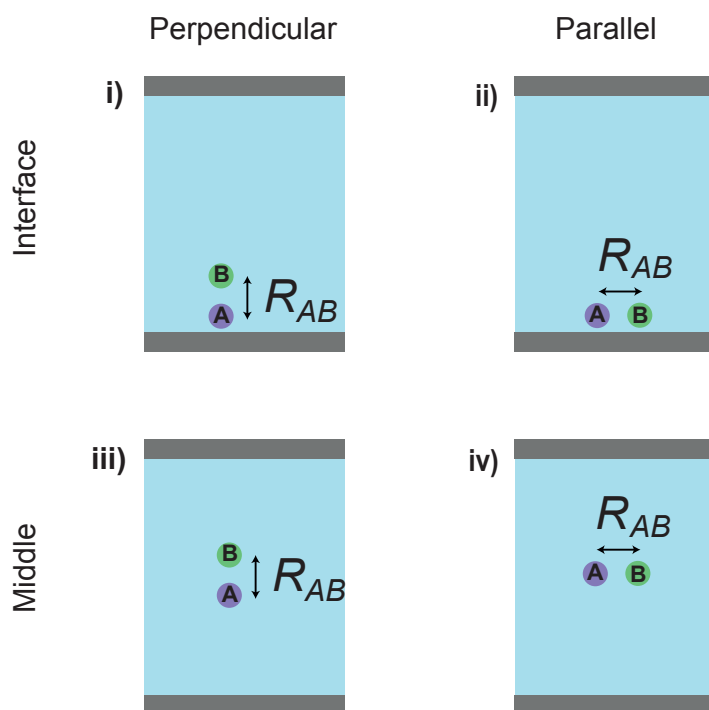 Perpendicular
Parallel
Interface
i)
B
A
R_AB
ii)
R_AB
A B
Middle
iii)
B
A
R_AB
iv)
R_AB
A B